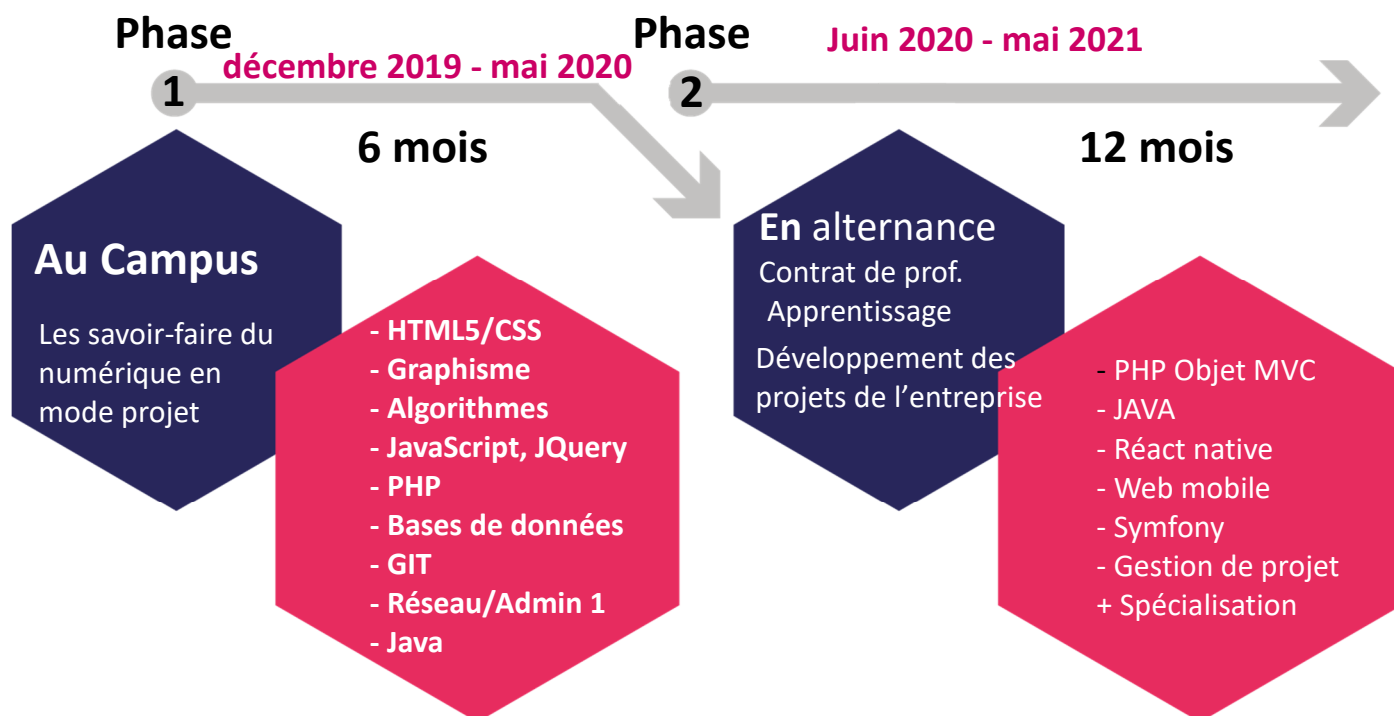 Phase
décembre 2019 - mai 2020
1
6 mois
Au Campus
Les savoir-faire du
numérique en
mode projet
- HTML5/CSS
- Graphisme
- Algorithmes
- JavaScript, JQuery
- PHP
- Bases de données
- GIT
- Réseau/Admin 1
- Java
Phase
Juin 2020 - mai 2021
2
12 mois
En alternance
Contrat de prof.
Apprentissage
Développement des
projets de l’entreprise
- PHP Objet MVC
- JAVA
- Réact native
- Web mobile
- Symfony
- Gestion de projet
+ Spécialisation